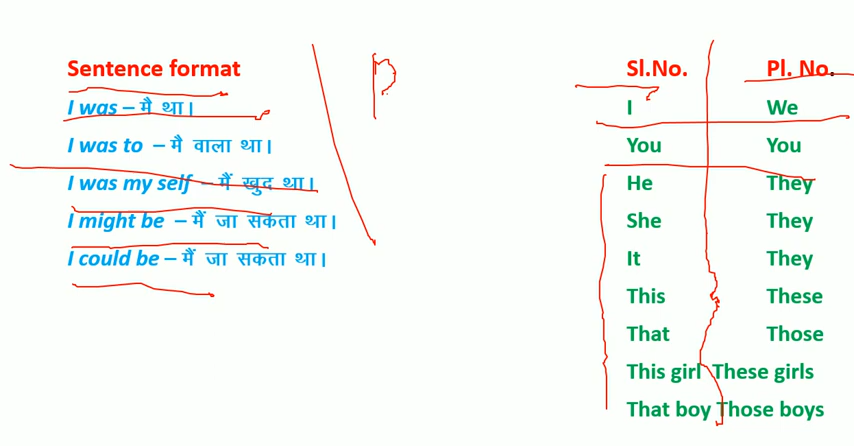 Sentence format
I was – मै था।
I was to – मै वाला था।
I was my self – मैं खुद था।
I might be – मैं जा सकता था।
I could be – मैं जा सकता था।
P
Sl.No. Pl. No.
I We
You You
He They
She They
It They
This These
That Those
This girl These girls
That boy Those boys